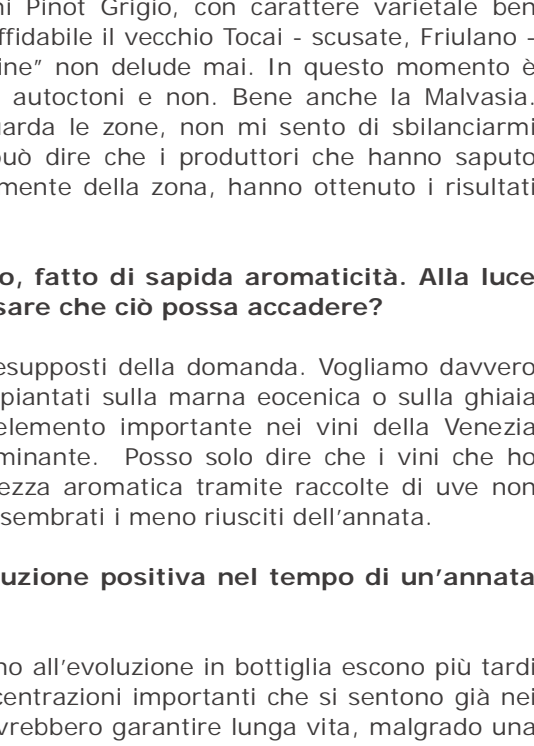 ni Pinot Grigio, con carattere varietale ben
ffidabile il vecchio Tocai - scusate, Friulano -
ine” non delude mai. In questo momento è
autoctoni e non. Bene anche la Malvasia.
arda le zone, non mi sento di sbilanciarmi
può dire che i produttori che hanno saputo
mente della zona, hanno ottenuto i risultati
o, fatto di sapida aromaticità. Alla luce
sare che ciò possa accadere?
esupposti della domanda. Vogliamo davvero
piantati sulla marna eocenica o sulla ghiaia
elemento importante nei vini della Venezia
minante. Posso solo dire che i vini che ho
ezza aromatica tramite raccolte di uve non
sembrati i meno riusciti dell’annata.
uzione positiva nel tempo di un’annata
no all’evoluzione in bottiglia escono più tardi
centrazioni importanti che si sentono già nei
vrebbero garantire lunga vita, malgrado una